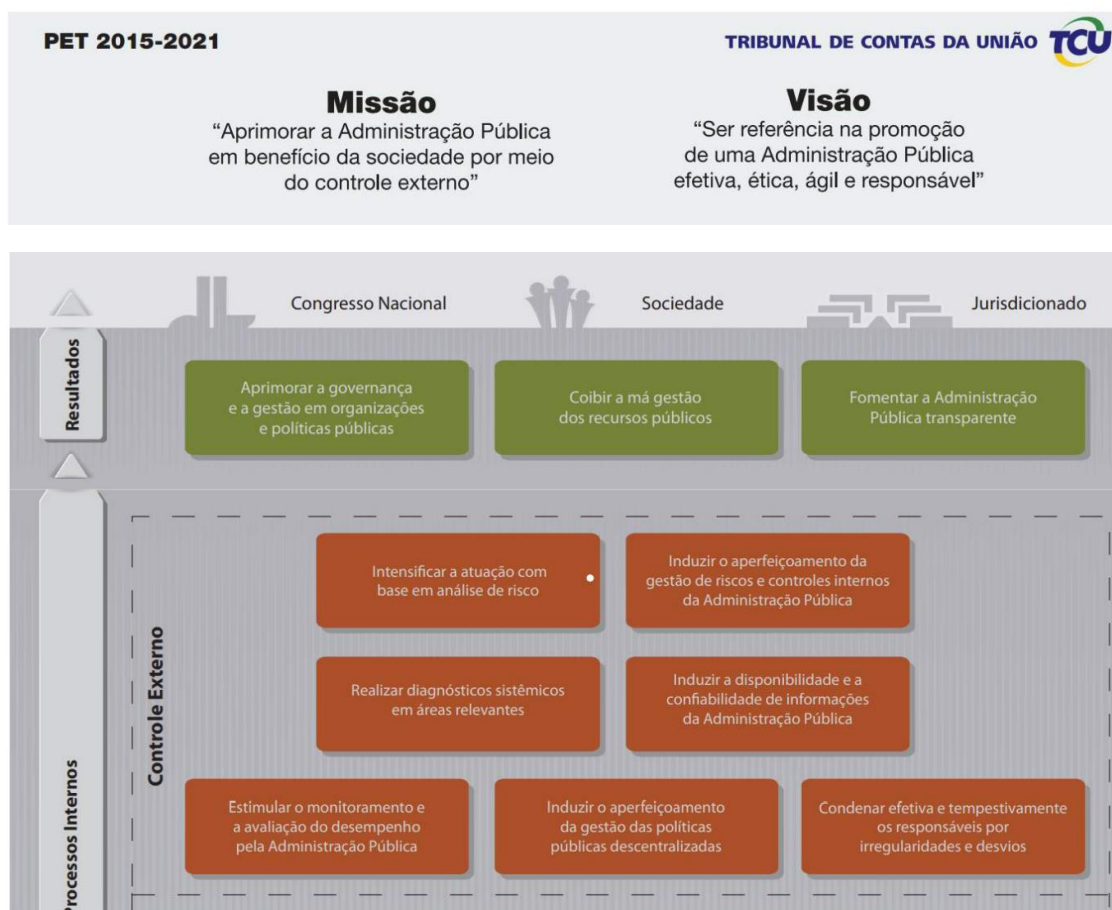 PET 2015-2021
TRIBUNAL DE CONTAS DA UNIÃO TCU
Missão
“Aprimorar a Administração Pública
em benefício da sociedade por meio
do controle externo”
Visão
“Ser referência na promoção
de uma Administração Pública
efetiva, ética, ágil e responsável”
Congresso Nacional
Sociedade
Jurisdicionado
Resultados
Aprimorar a governança
e a gestão em organizações
e políticas públicas
Coibir a má gestão
dos recursos públicos
Fomentar a Administração
Pública transparente
Processos Internos
Controle Externo
Intensificar a atuação com
base em análise de risco
Induzir o aperfeiçoamento da
gestão de riscos e controles internos
da Administração Pública
Realizar diagnósticos sistêmicos
em áreas relevantes
Induzir a disponibilidade e a
confiabilidade de informações
da Administração Pública
Estimular o monitoramento e
a avaliação do desempenho
pela Administração Pública
Induzir o aperfeiçoamento
da gestão das políticas
públicas descentralizadas
Condenar efetiva e tempestivamente
os responsáveis por
irregularidades e desvios